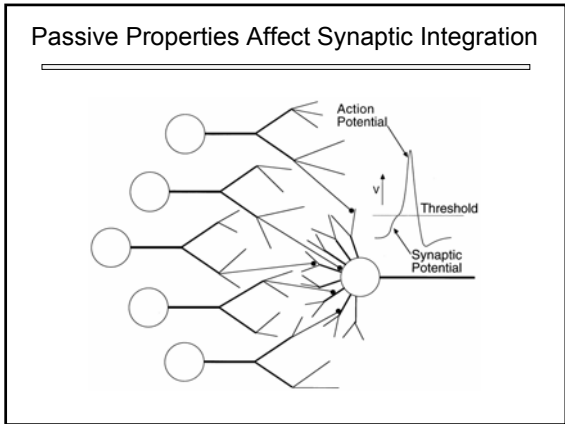 Passive Properties Affect Synaptic Integration
Action
Potential
V
Threshold
Synaptic
Potential